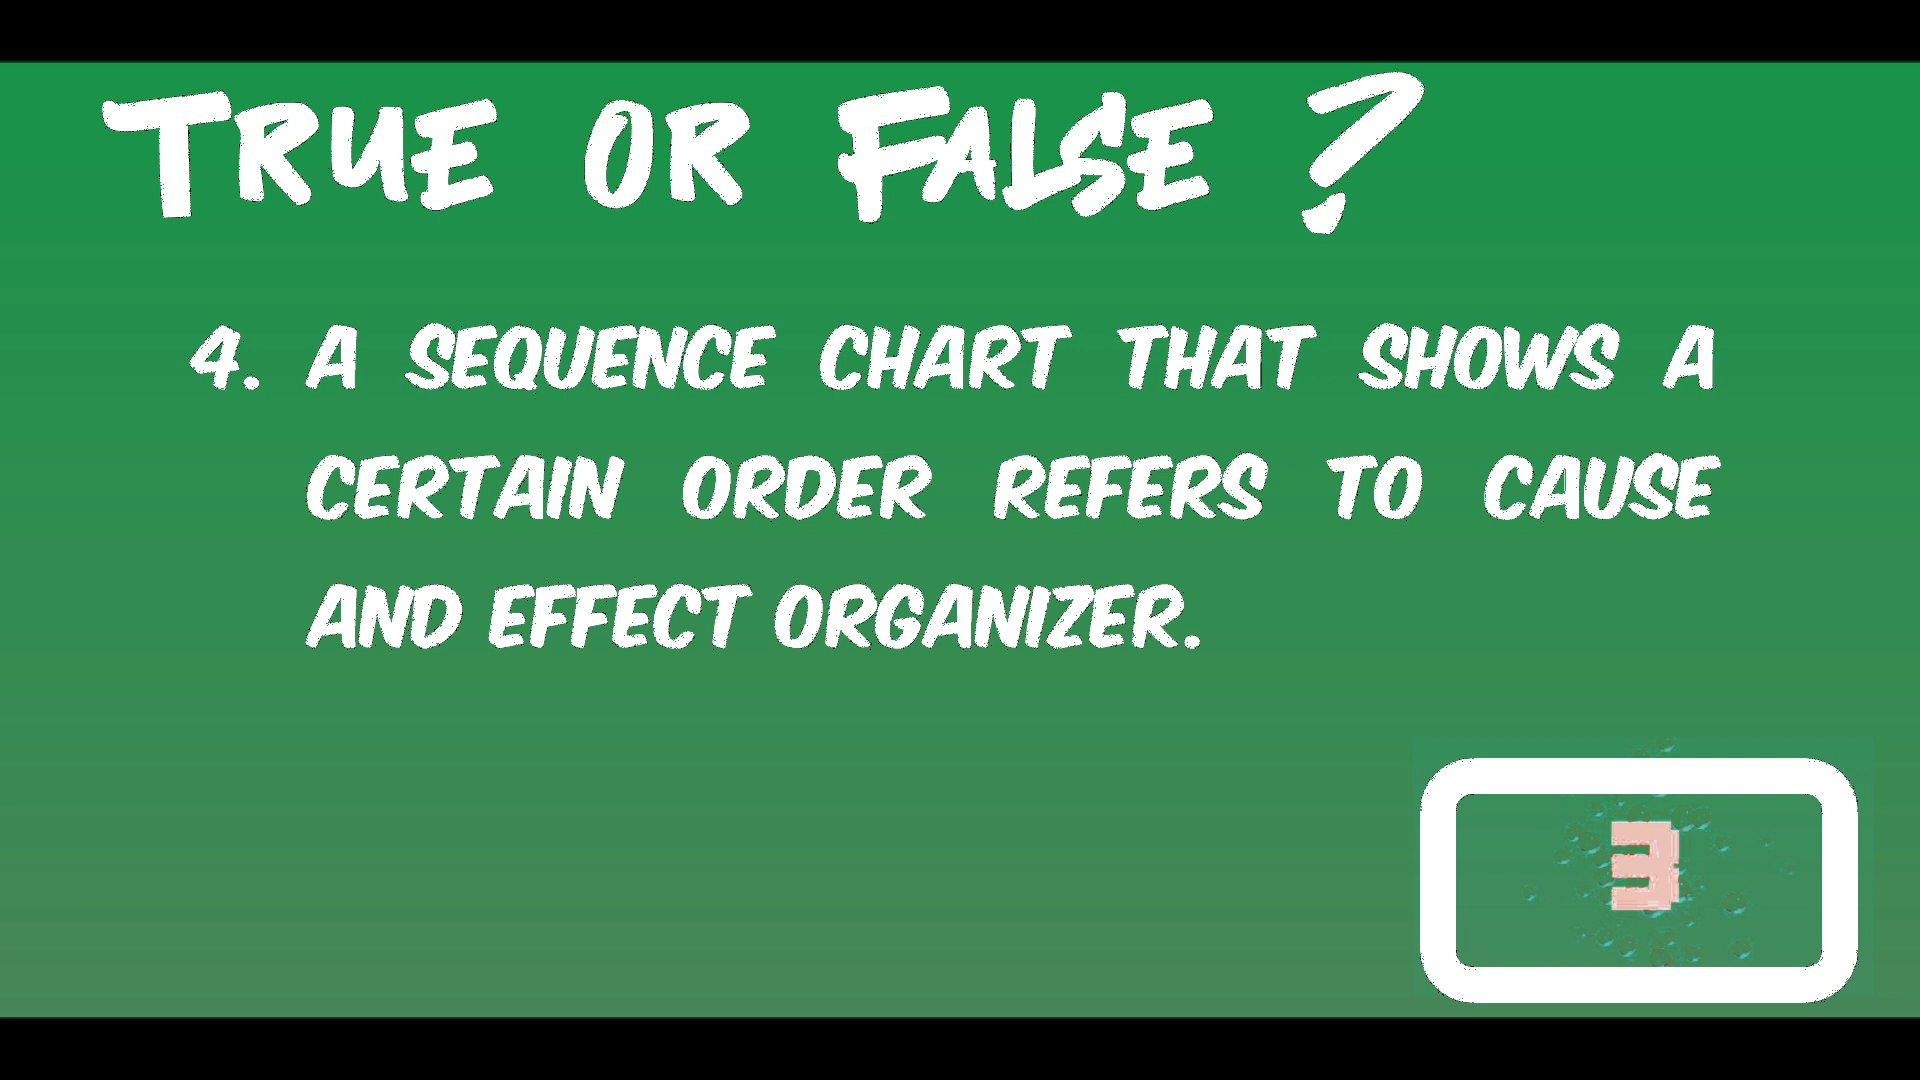 True or False ?
4. A sequence chart that shows a
certain order refers to cause
and effect organizer.
3